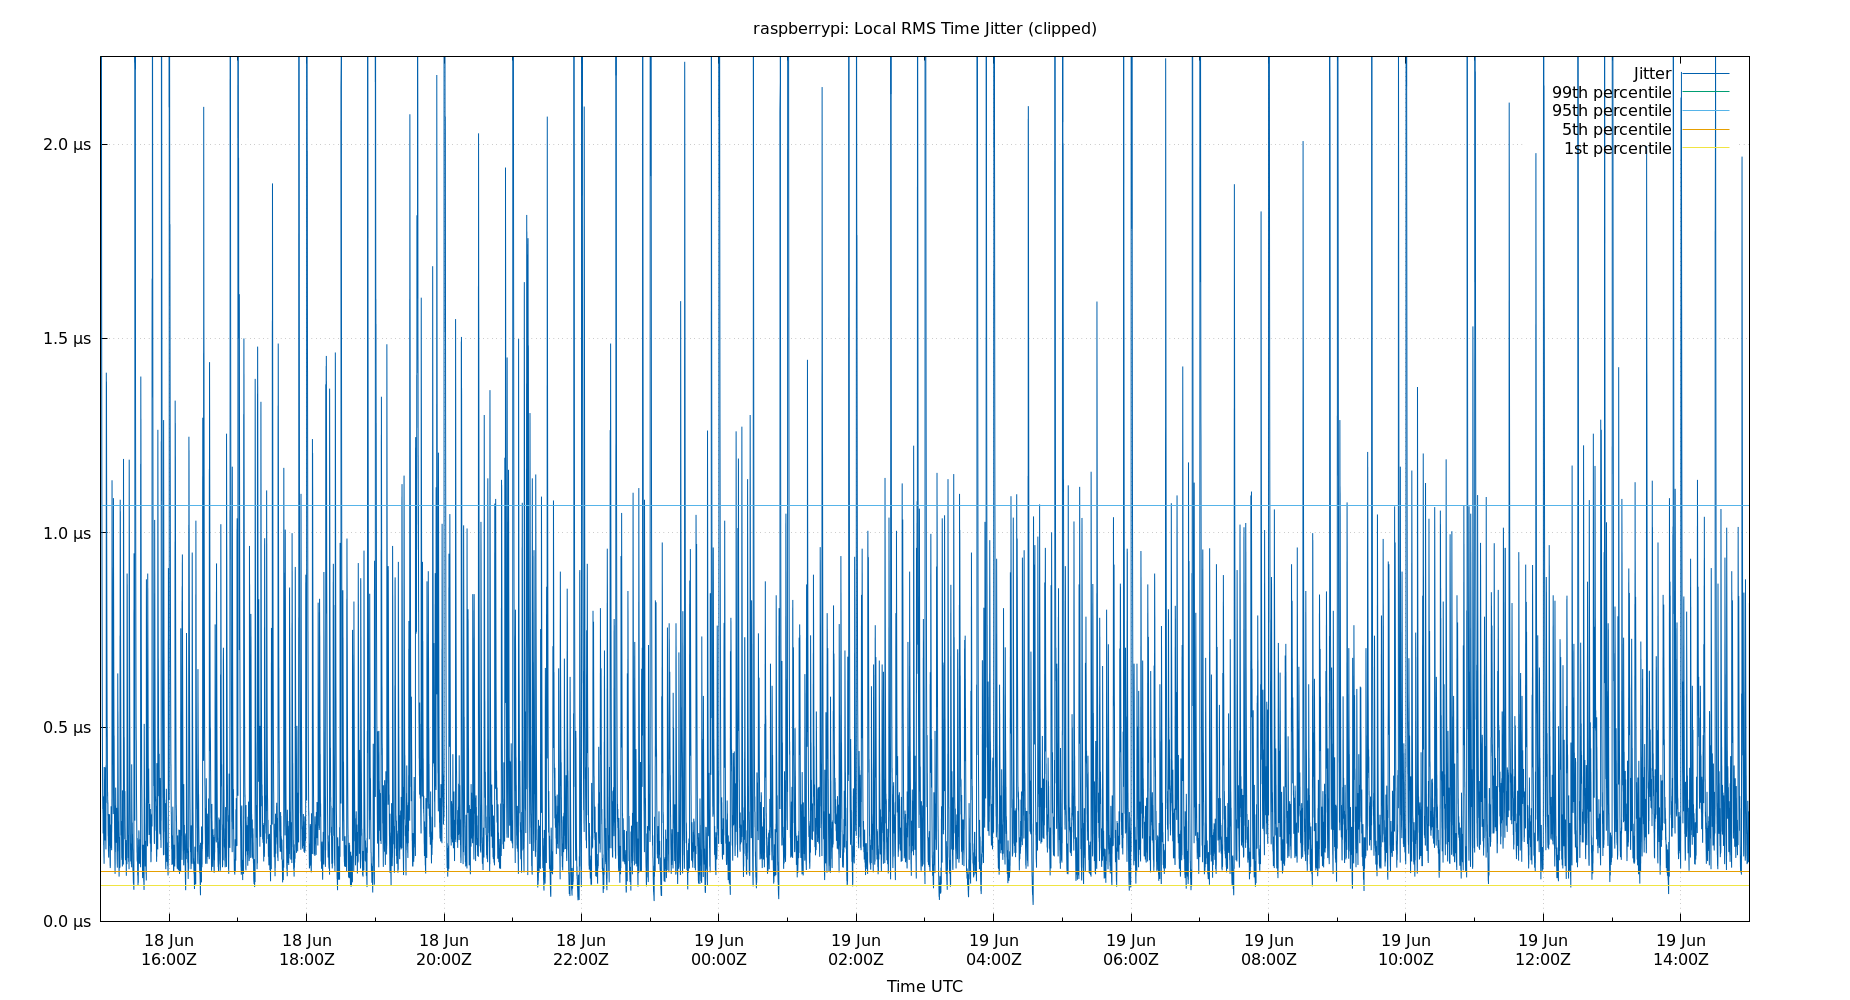 raspberrypi: Local RMS Time Jitter (clipped)
Jitter
99th percentile
95th percentile
5th percentile
1st percentile
2.0 µs
1.5 µs
1.0 µs
0.5 µs
0.0 µs
18 Jun 18 Jun 18 Jun 18 Jun 19 Jun 19 Jun 19 Jun 19 Jun 19 Jun 19 Jun 19 Jun 19 Jun
16:00Z 18:00Z 20:00Z 22:00Z 00:00Z 02:00Z 04:00Z 06:00Z 08:00Z 10:00Z 12:00Z 14:00Z
Time UTC